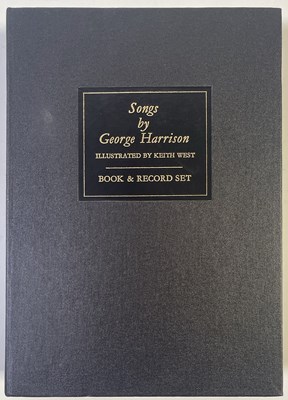 Songs
by
George Harrison
ILLUSTRATED BY KEITH WEST
BOOK & RECORD SET